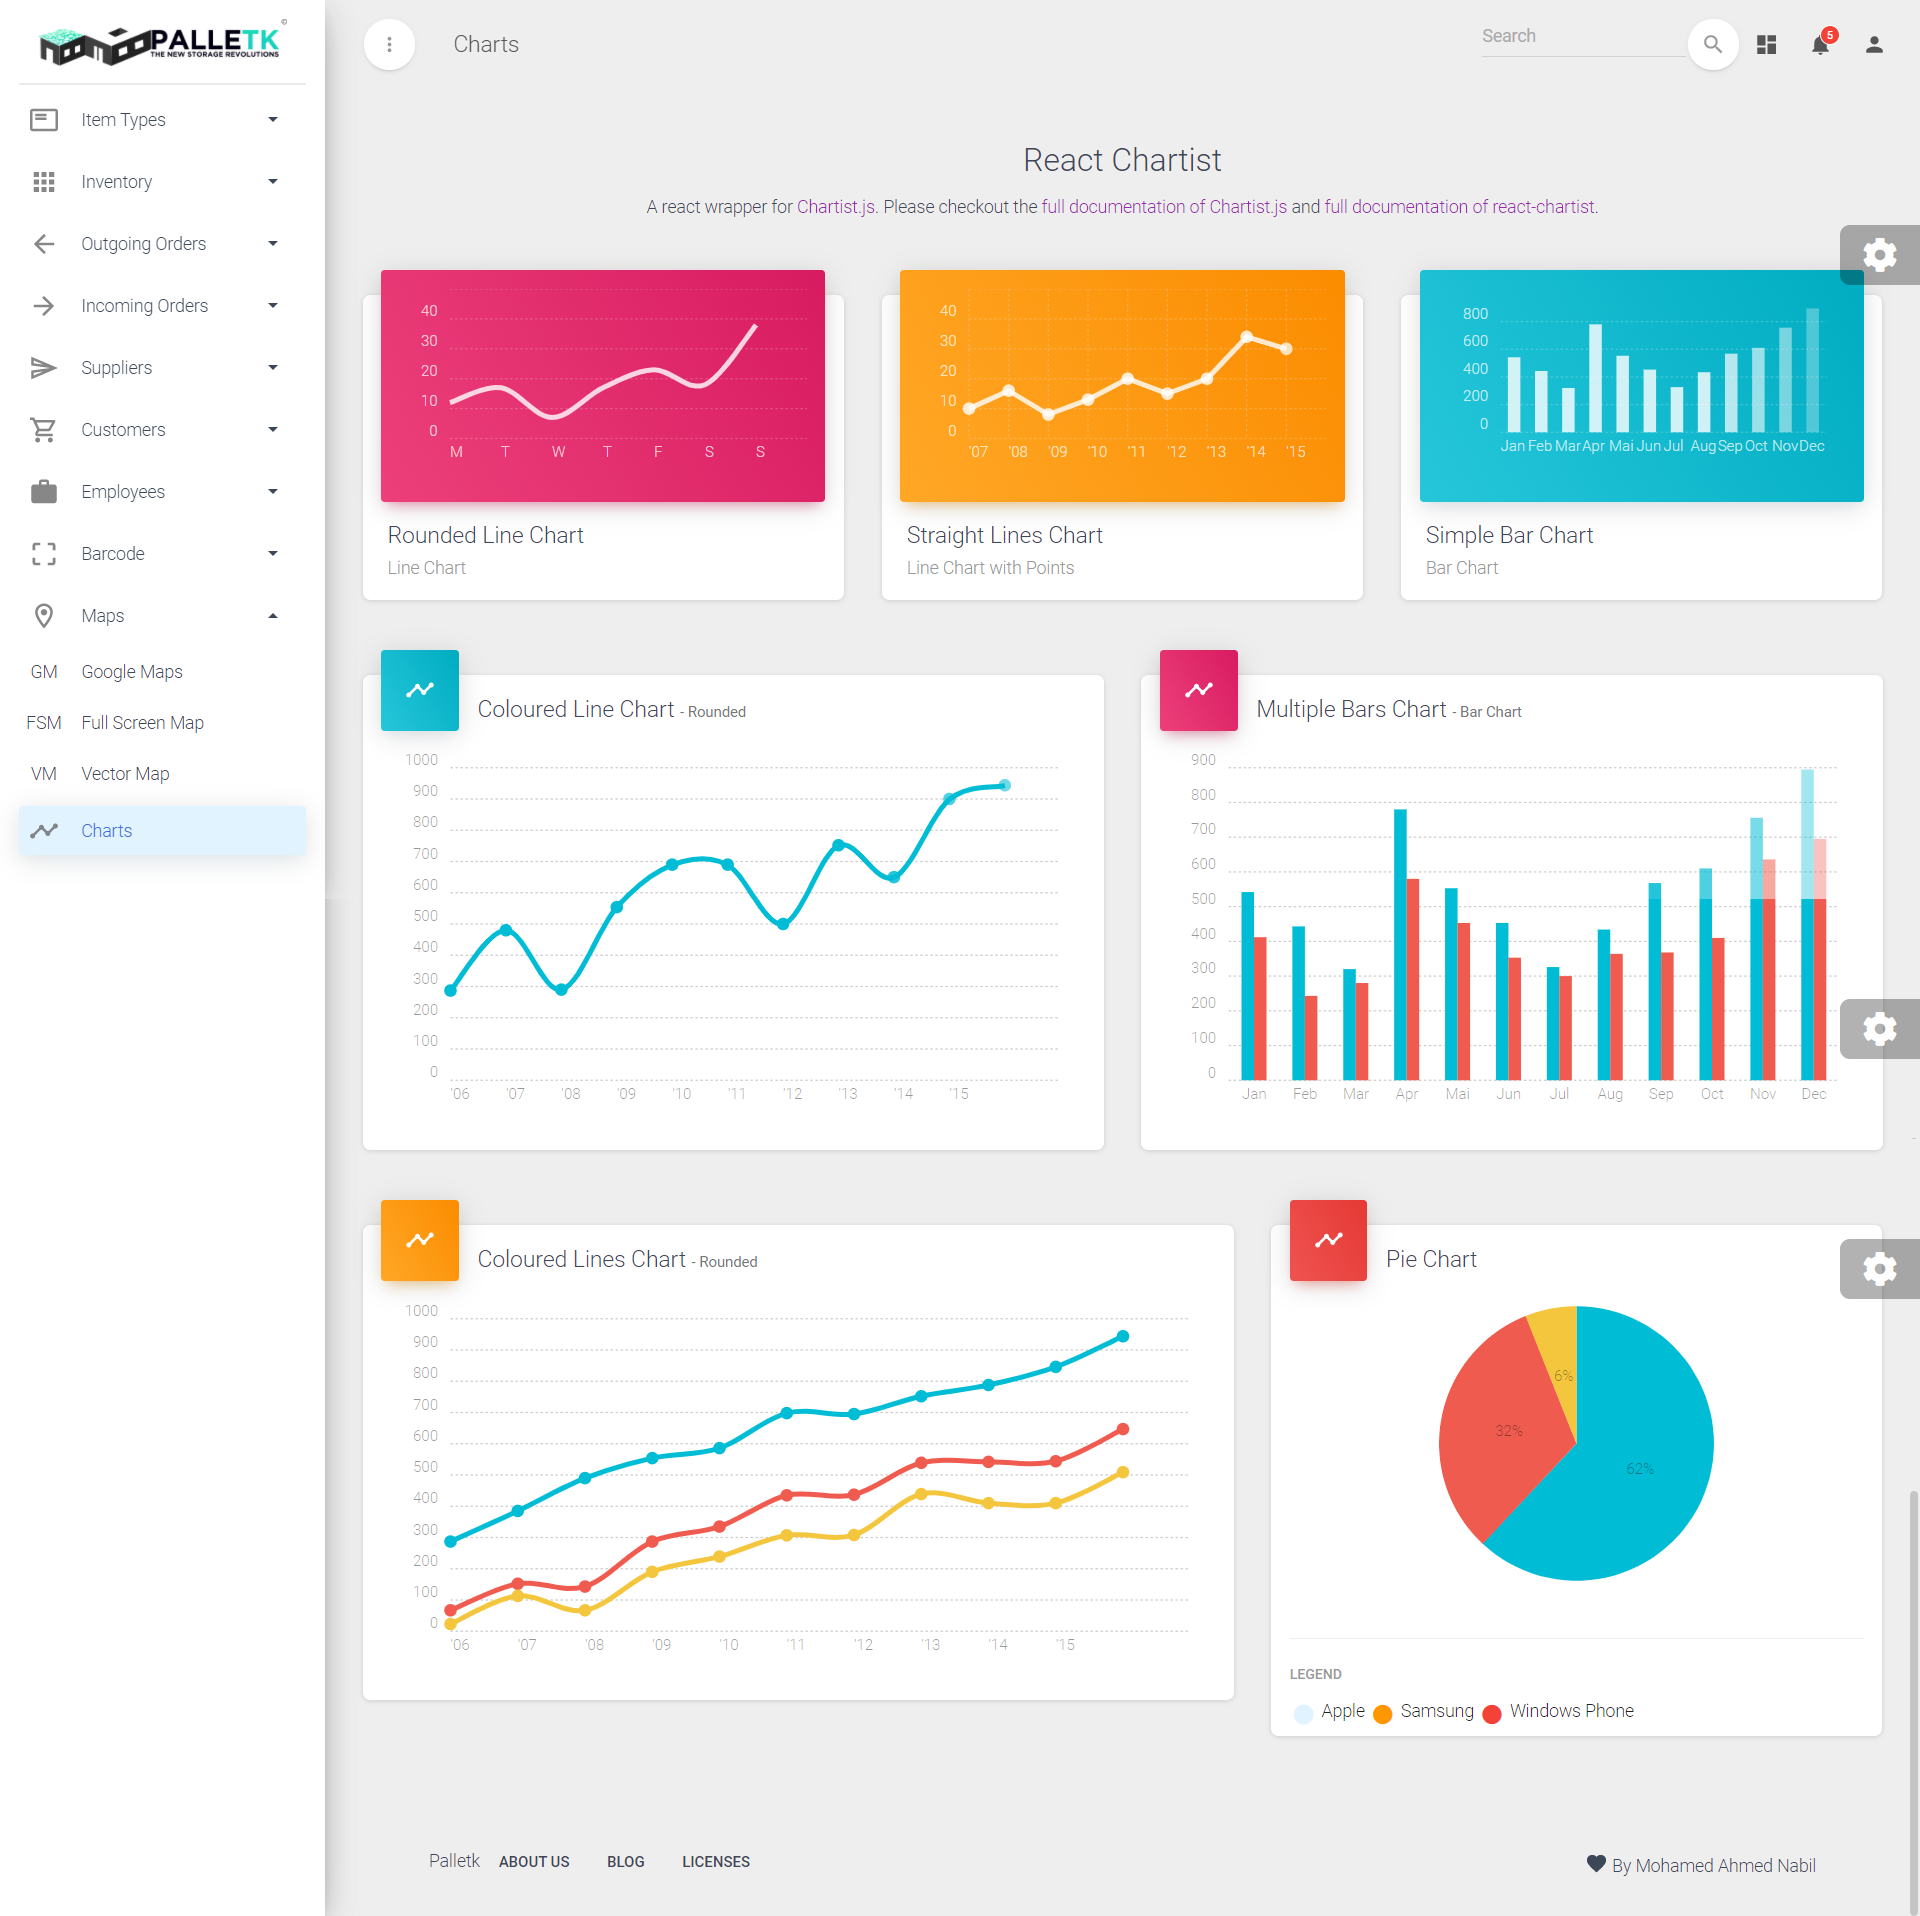 PALLETK ©
THE NEW STORAGE REVOLUTIONS
Item Types
Inventory
Outgoing Orders
Incoming Orders
Suppliers
Customers
Employees
Barcode
Maps
GM Google Maps
FSM Full Screen Map
VM Vector Map
Charts
Charts
Search
5
React Chartist
A react wrapper for Chartist.js. Please checkout the full documentation of Chartist.js and full documentation of react-chartist.
40
30
20
10
0
M T W T F S S
Rounded Line Chart
Line Chart
40
30
20
10
0
'07 '08 '09 '10 '11 '12 '13 '14 '15
Straight Lines Chart
Line Chart with Points
800
600
400
200
0
Jan Feb Mar Apr Mai Jun Jul Aug Sep Oct Nov Dec
Simple Bar Chart
Bar Chart
Coloured Line Chart - Rounded
1000
900
800
700
600
500
400
300
200
100
0
'06 '07 '08 '09 '10 '11 '12 '13 '14 '15
Multiple Bars Chart - Bar Chart
900
800
700
600
500
400
300
200
100
0
Jan Feb Mar Apr Mai Jun Jul Aug Sep Oct Nov Dec
Coloured Lines Chart - Rounded
1000
900
800
700
600
500
400
300
200
100
0
'06 '07 '08 '09 '10 '11 '12 '13 '14 '15
Pie Chart
6%
32%
62%
LEGEND
Apple Samsung Windows Phone
Palletk ABOUT US BLOG LICENSES
By Mohamed Ahmed Nabil